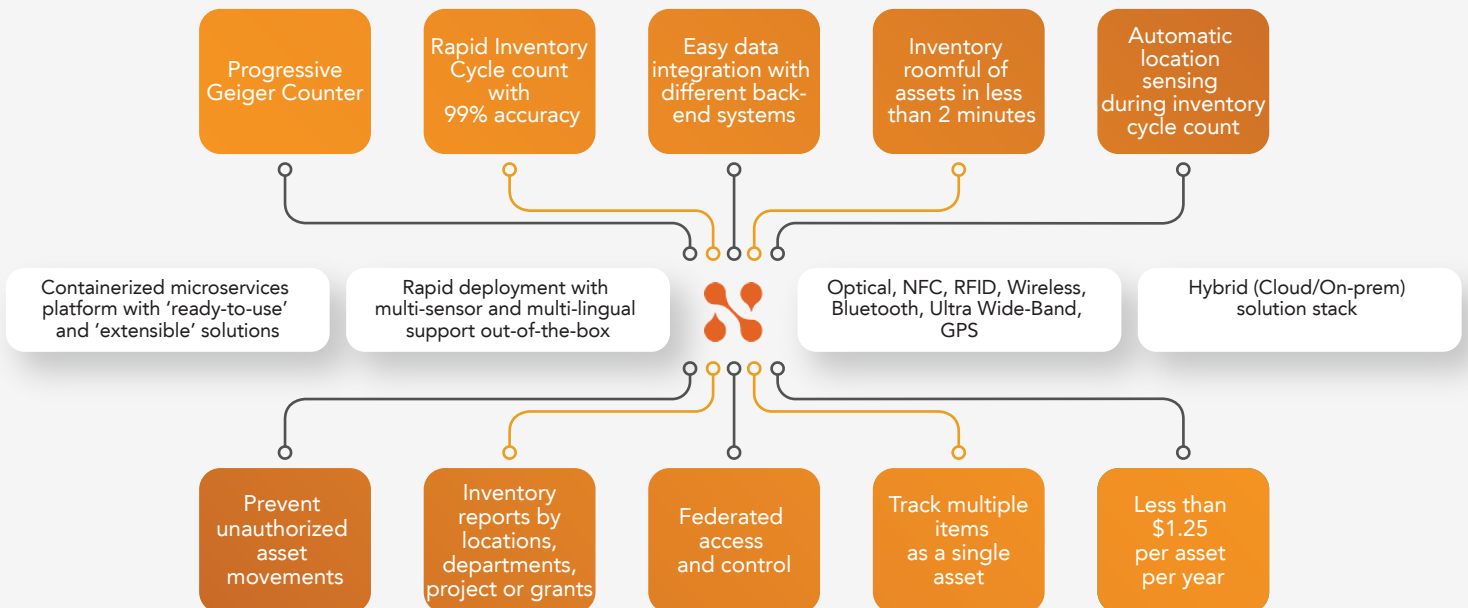 Progressive
Geiger Counter
Rapid Inventory
Cycle count
with
99% accuracy
Easy data
integration with
different back-
end systems
Inventory
roomful of
assets in less
than 2 minutes
Automatic
location
sensing
during inventory
cycle count
Containerized microservices
platform with ‘ready-to-use’
and ‘extensible’ solutions
Rapid deployment with
multi-sensor and multi-lingual
support out-of-the-box
Optical, NFC, RFID, Wireless,
Bluetooth, Ultra Wide-Band,
GPS
Hybrid (Cloud/On-prem)
solution stack
Prevent
unauthorized
asset
movements
Inventory
reports by
locations,
departments,
project or grants
Federated
access
and control
Track multiple
items
as a single
asset
Less than
$1.25
per asset
per year